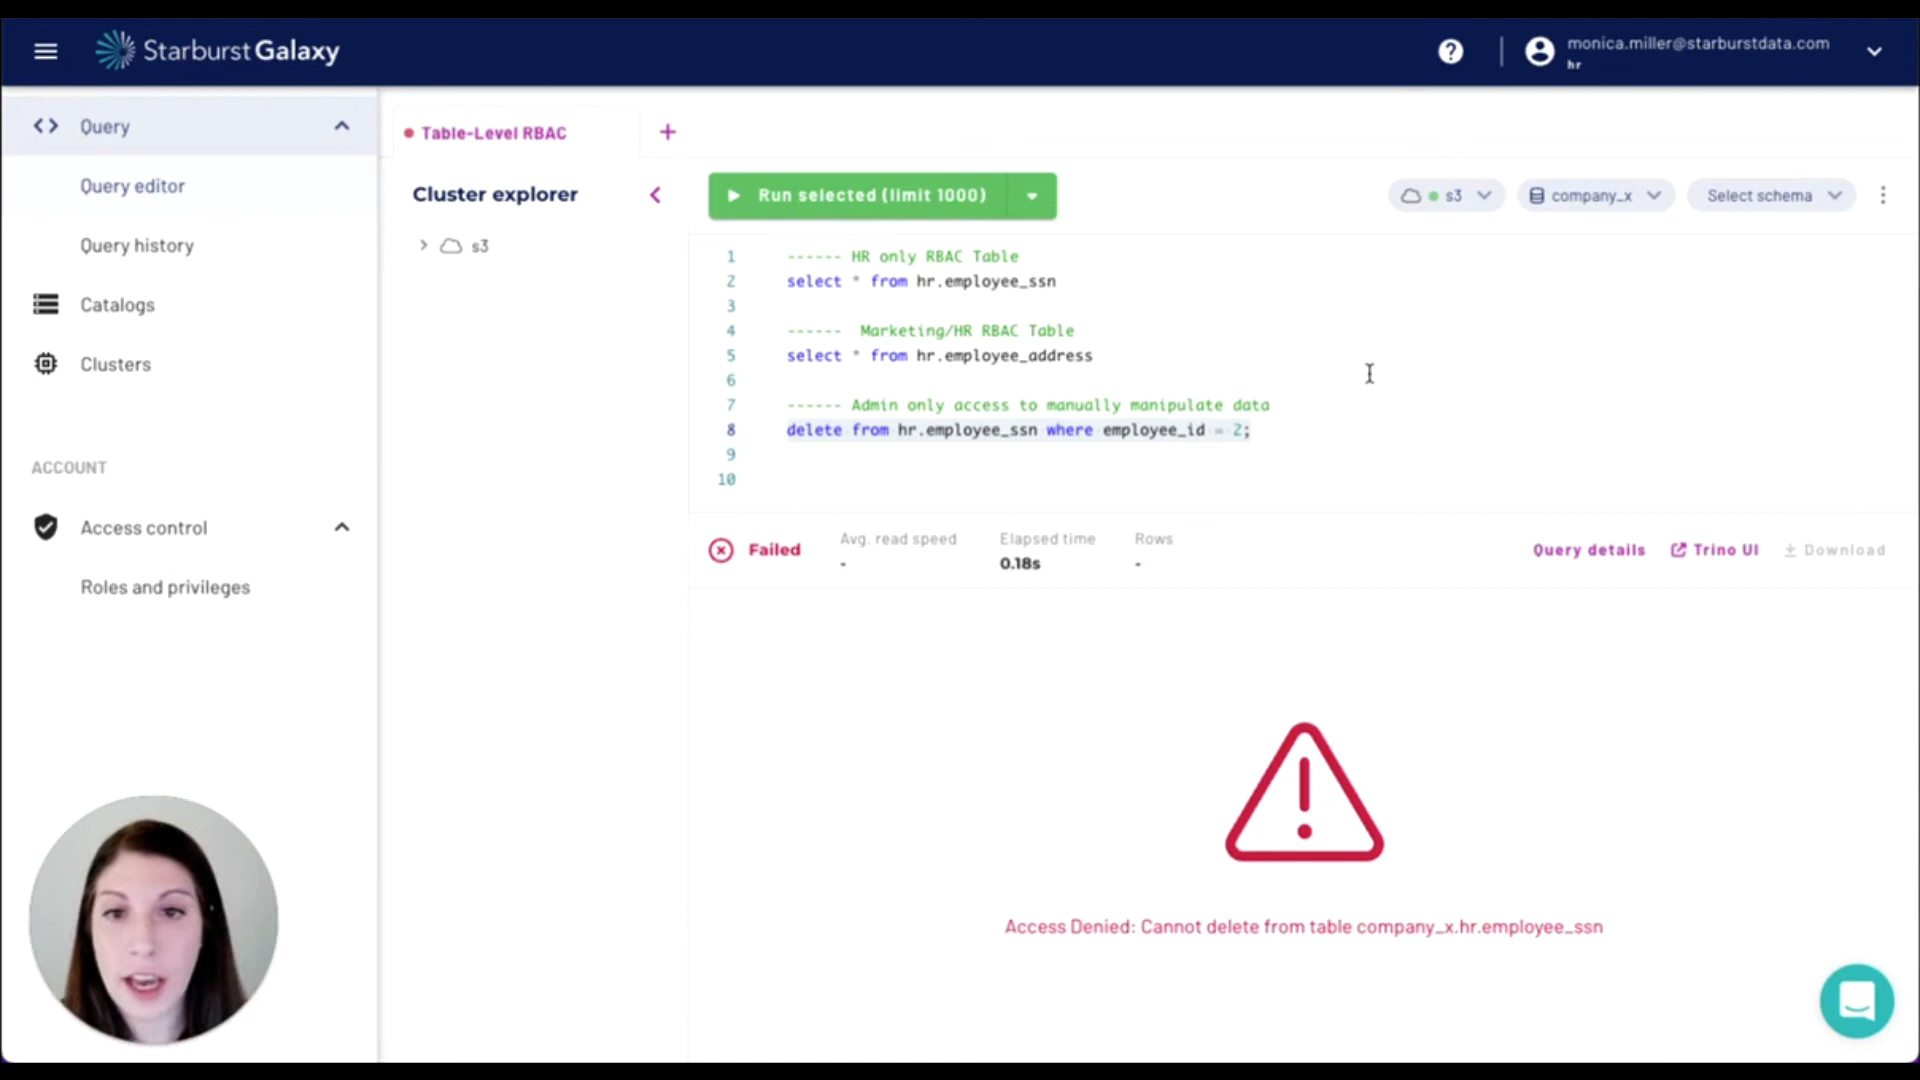 Starburst Galaxy
monica.miller@starburstdata.com
hr
Query
Query editor
Query history
Catalogs
Clusters
ACCOUNT
Access control
Roles and privileges
Table-Level RBAC
+
Cluster explorer
s3
Run selected (limit 1000)
s3
company_x
Select schema
1 ------ HR only RBAC Table
2 select * from hr.employee_ssn
3
4 ------ Marketing/HR RBAC Table
5 select * from hr.employee_address
6
7 ------ Admin only access to manually manipulate data
8 delete from hr.employee_ssn where employee_id = 2;
9
10
Failed
Avg. read speed
-
Elapsed time
0.18s
Rows
-
Query details
Trino UI
Download
Access Denied: Cannot delete from table company_x.hr.employee_ssn